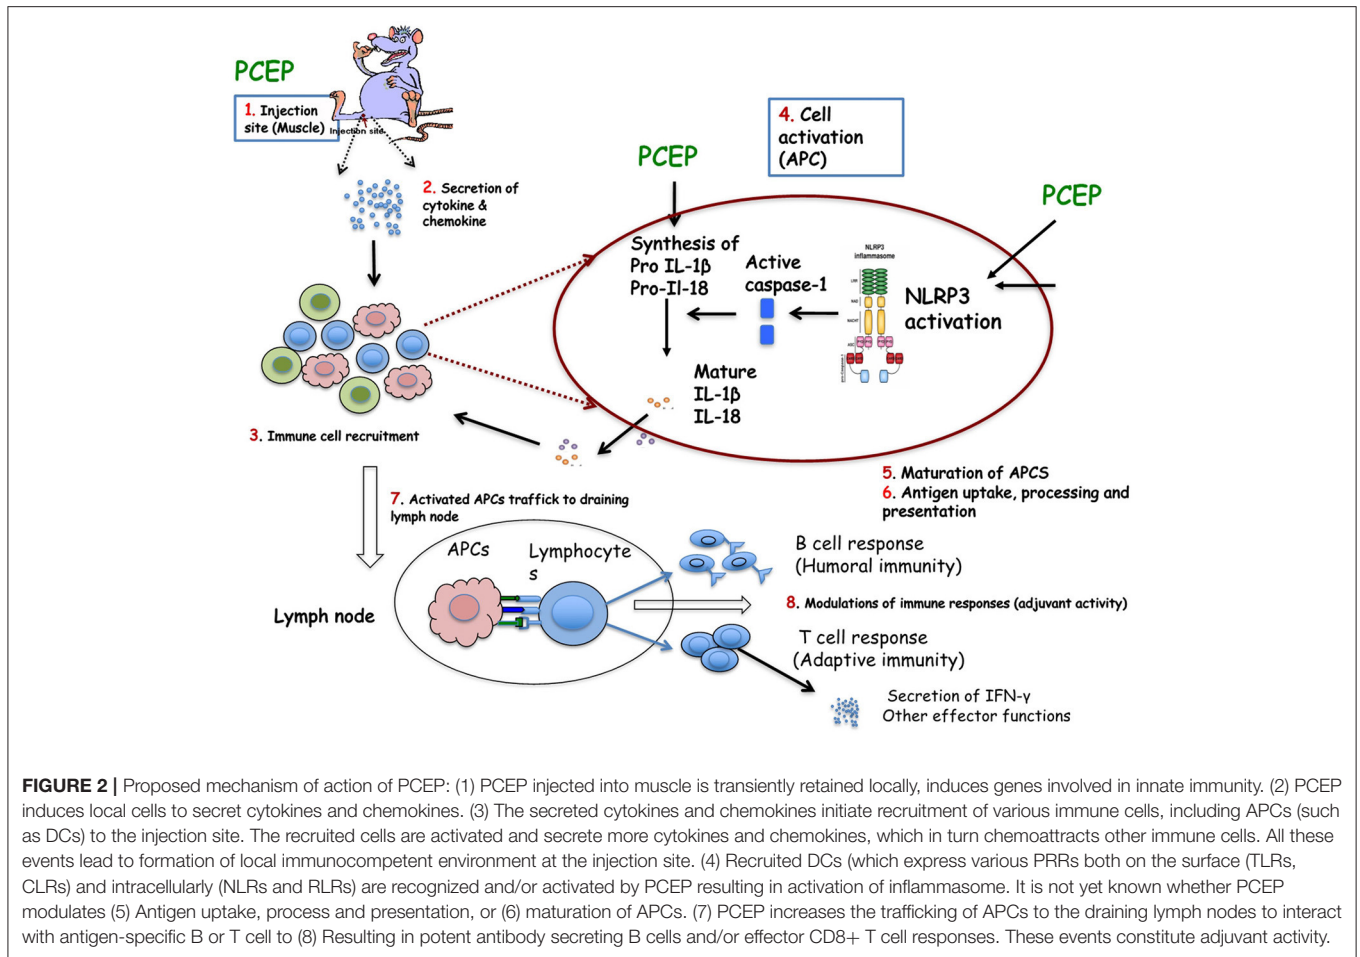 PCEP
1. Injection
site (Muscle)
Injection site
2. Secretion of
cytokine &
chemokine
3. Immune cell recruitment
4. Cell
activation
(APC)
PCEP
PCEP
Synthesis of
Pro IL-1β
Pro-Il-18
Active
caspase-1
NLRP3
inflammasome
LRR
NAD
NACHT
ASC
NLRP3
activation
Mature
IL-1β
IL-18
5. Maturation of APCS
6. Antigen uptake, processing and
presentation
7. Activated APCs traffick to draining
lymph node
APCs
Lymphocyte
s
Lymph node
B cell response
(Humoral immunity)
8. Modulations of immune responses (adjuvant activity)
T cell response
(Adaptive immunity)
Secretion of IFN-γ
Other effector functions
FIGURE 2 | Proposed mechanism of action of PCEP: (1) PCEP injected into muscle is transiently retained locally, induces genes involved in innate immunity. (2) PCEP
induces local cells to secret cytokines and chemokines. (3) The secreted cytokines and chemokines initiate recruitment of various immune cells, including APCs (such
as DCs) to the injection site. The recruited cells are activated and secrete more cytokines and chemokines, which in turn chemoattracts other immune cells. All these
events lead to formation of local immunocompetent environment at the injection site. (4) Recruited DCs (which express various PRRs both on the surface (TLRs,
CLRs) and intracellularly (NLRs and RLRs) are recognized and/or activated by PCEP resulting in activation of inflammasome. It is not yet known whether PCEP
modulates (5) Antigen uptake, process and presentation, or (6) maturation of APCs. (7) PCEP increases the trafficking of APCs to the draining lymph nodes to interact
with antigen-specific B or T cell to (8) Resulting in potent antibody secreting B cells and/or effector CD8+ T cell responses. These events constitute adjuvant activity.